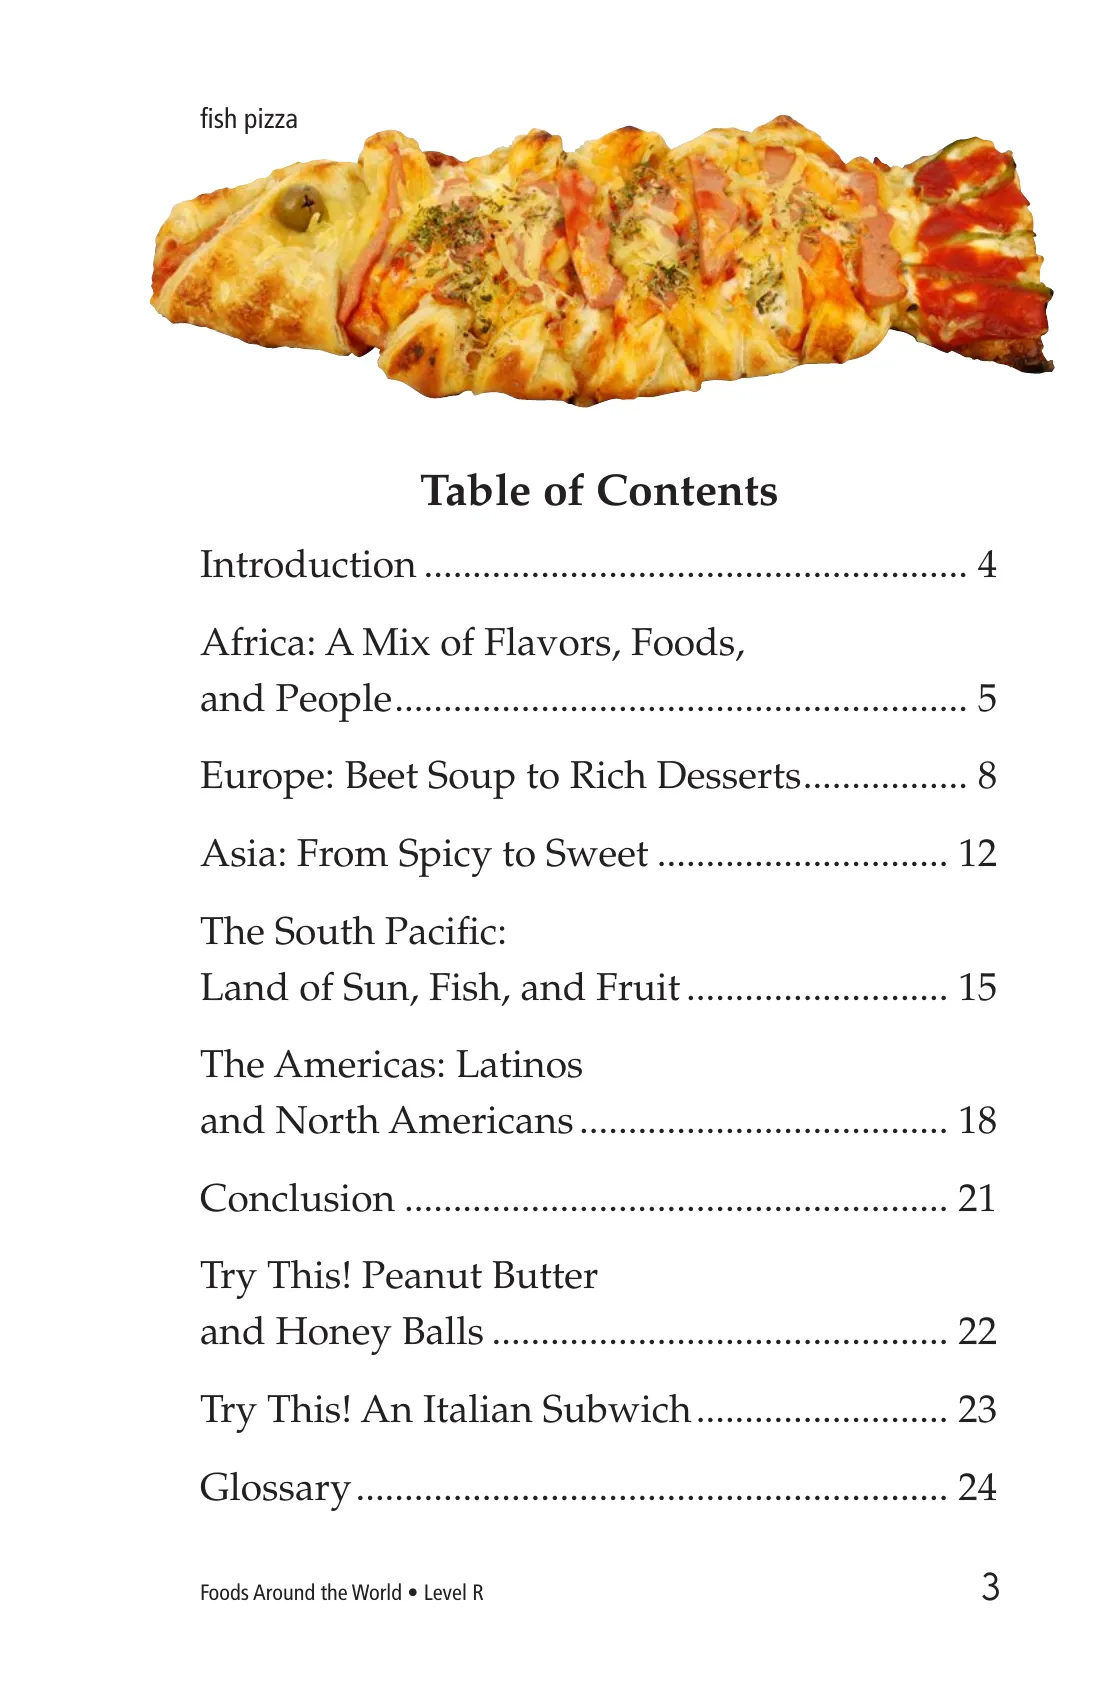 fish pizza
Table of Contents
Introduction ........................................................ 4
Africa: A Mix of Flavors, Foods,
and People........................................................... 5
Europe: Beet Soup to Rich Desserts................. 8
Asia: From Spicy to Sweet .............................. 12
The South Pacific:
Land of Sun, Fish, and Fruit ........................... 15
The Americas: Latinos
and North Americans ...................................... 18
Conclusion ........................................................ 21
Try This! Peanut Butter
and Honey Balls ............................................... 22
Try This! An Italian Subwich .......................... 23
Glossary ............................................................. 24
Foods Around the World • Level R
3